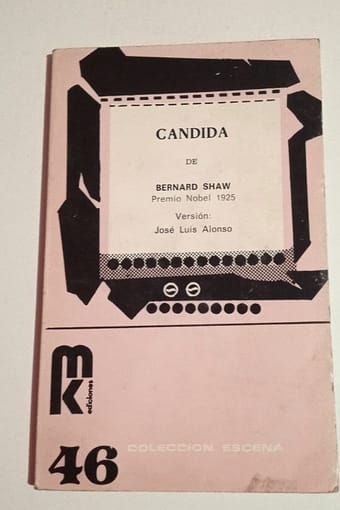 CANDIDA
DE
BERNARD SHAW
Premio Nobel 1925
Versión:
José Luis Alonso
mk
ediciones
46 COLECCION ESCENA